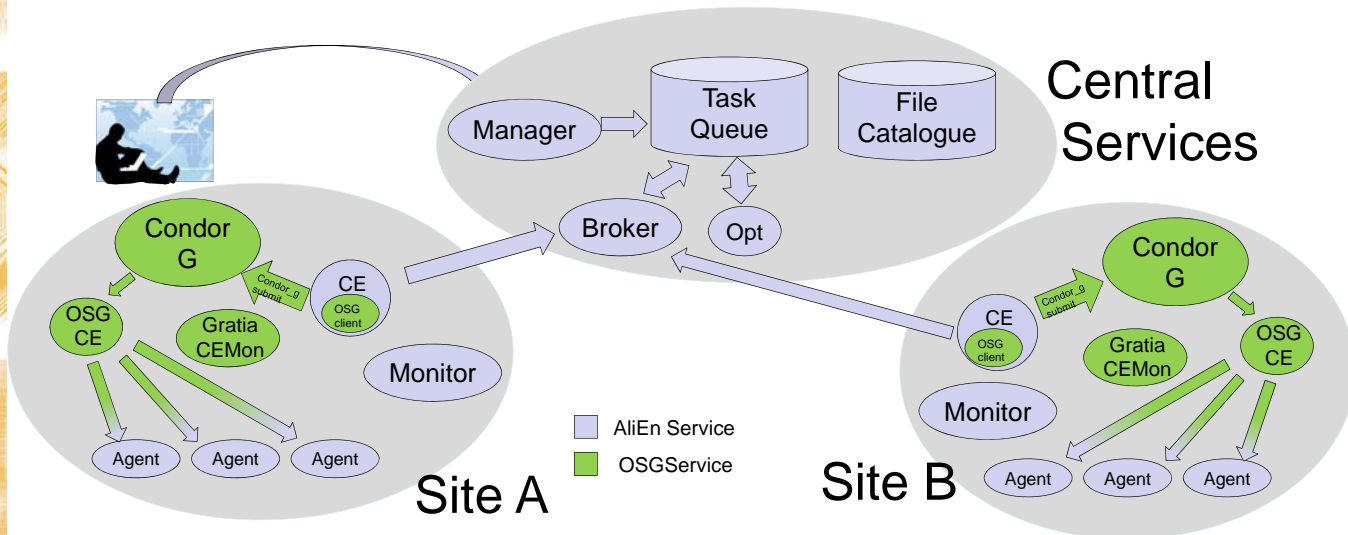 Central
Services
Task
Queue
File
Catalogue
Manager
Broker
Opt
Condor
G
Condor_g
submit
CE
OSG
client
OSG
CE
Gratia
CEMon
Monitor
Agent
Agent
Agent
Site A
AliEn Service
OSGService
Condor
G
Condor_g
submit
CE
OSG
client
OSG
CE
Gratia
CEMon
Monitor
Agent
Agent
Agent
Site B